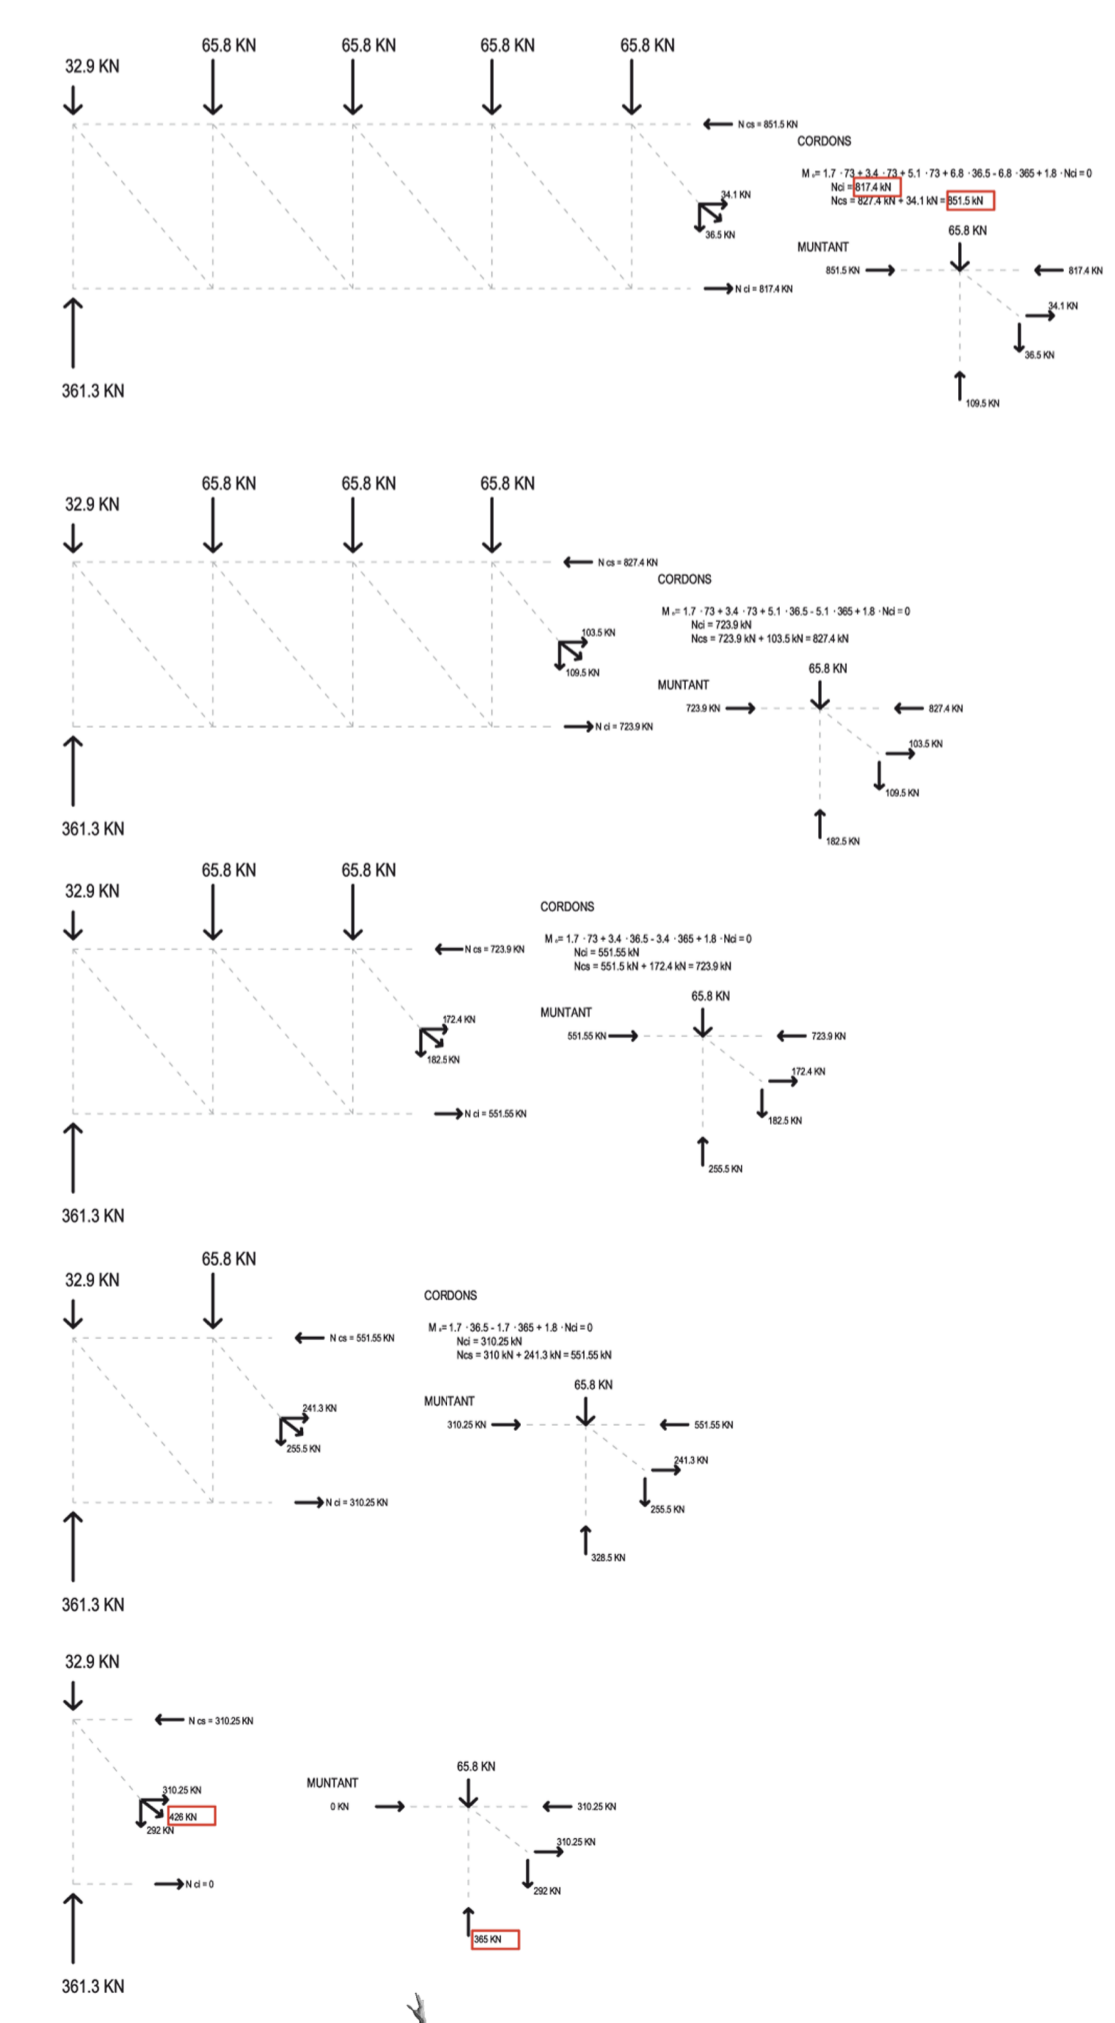 65.8 KN 65.8 KN 65.8 KN 65.8 KN
32.9 KN
N cs = 851.5 KN
CORDONS
M ₊= 1.7 · 73 + 3.4 · 73 + 5.1 · 73 + 6.8 · 36.5 - 6.8 · 365 + 1.8 · Nci = 0
Nci = 817.4 kN
Ncs = 827.4 kN + 34.1 kN = 851.5 kN
34.1 KN
36.5 KN
65.8 KN
MUNTANT
851.5 KN 817.4 KN
N ci = 817.4 KN
34.1 KN
36.5 KN
361.3 KN
109.5 KN
65.8 KN 65.8 KN 65.8 KN
32.9 KN
N cs = 827.4 KN
CORDONS
M ₊= 1.7 · 73 + 3.4 · 73 + 5.1 · 36.5 - 5.1 · 365 + 1.8 · Nci = 0
Nci = 723.9 kN
Ncs = 723.9 kN + 103.5 kN = 827.4 kN
103.5 KN
109.5 KN
65.8 KN
MUNTANT
723.9 KN 827.4 KN
N ci = 723.9 KN
103.5 KN
109.5 KN
361.3 KN
182.5 KN
65.8 KN 65.8 KN
32.9 KN
CORDONS
M ₊= 1.7 · 73 + 3.4 · 36.5 - 3.4 · 365 + 1.8 · Nci = 0
N cs = 723.9 KN
Nci = 551.55 kN
Ncs = 551.5 kN + 172.4 kN = 723.9 kN
65.8 KN
MUNTANT
172.4 KN
182.5 KN
551.55 KN 723.9 KN
172.4 KN
N ci = 551.55 KN
182.5 KN
255.5 KN
361.3 KN
65.8 KN
32.9 KN
CORDONS
M ₊= 1.7 · 36.5 - 1.7 · 365 + 1.8 · Nci = 0
N cs = 551.55 KN
Nci = 310.25 kN
Ncs = 310 kN + 241.3 kN = 551.55 kN
65.8 KN
MUNTANT
241.3 KN
255.5 KN
310.25 KN 551.55 KN
241.3 KN
N ci = 310.25 KN
255.5 KN
328.5 KN
361.3 KN
32.9 KN
N cs = 310.25 KN
65.8 KN
MUNTANT
310.25 KN
426 KN
292 KN
0 KN 310.25 KN
310.25 KN
N ci = 0
292 KN
365 KN
361.3 KN